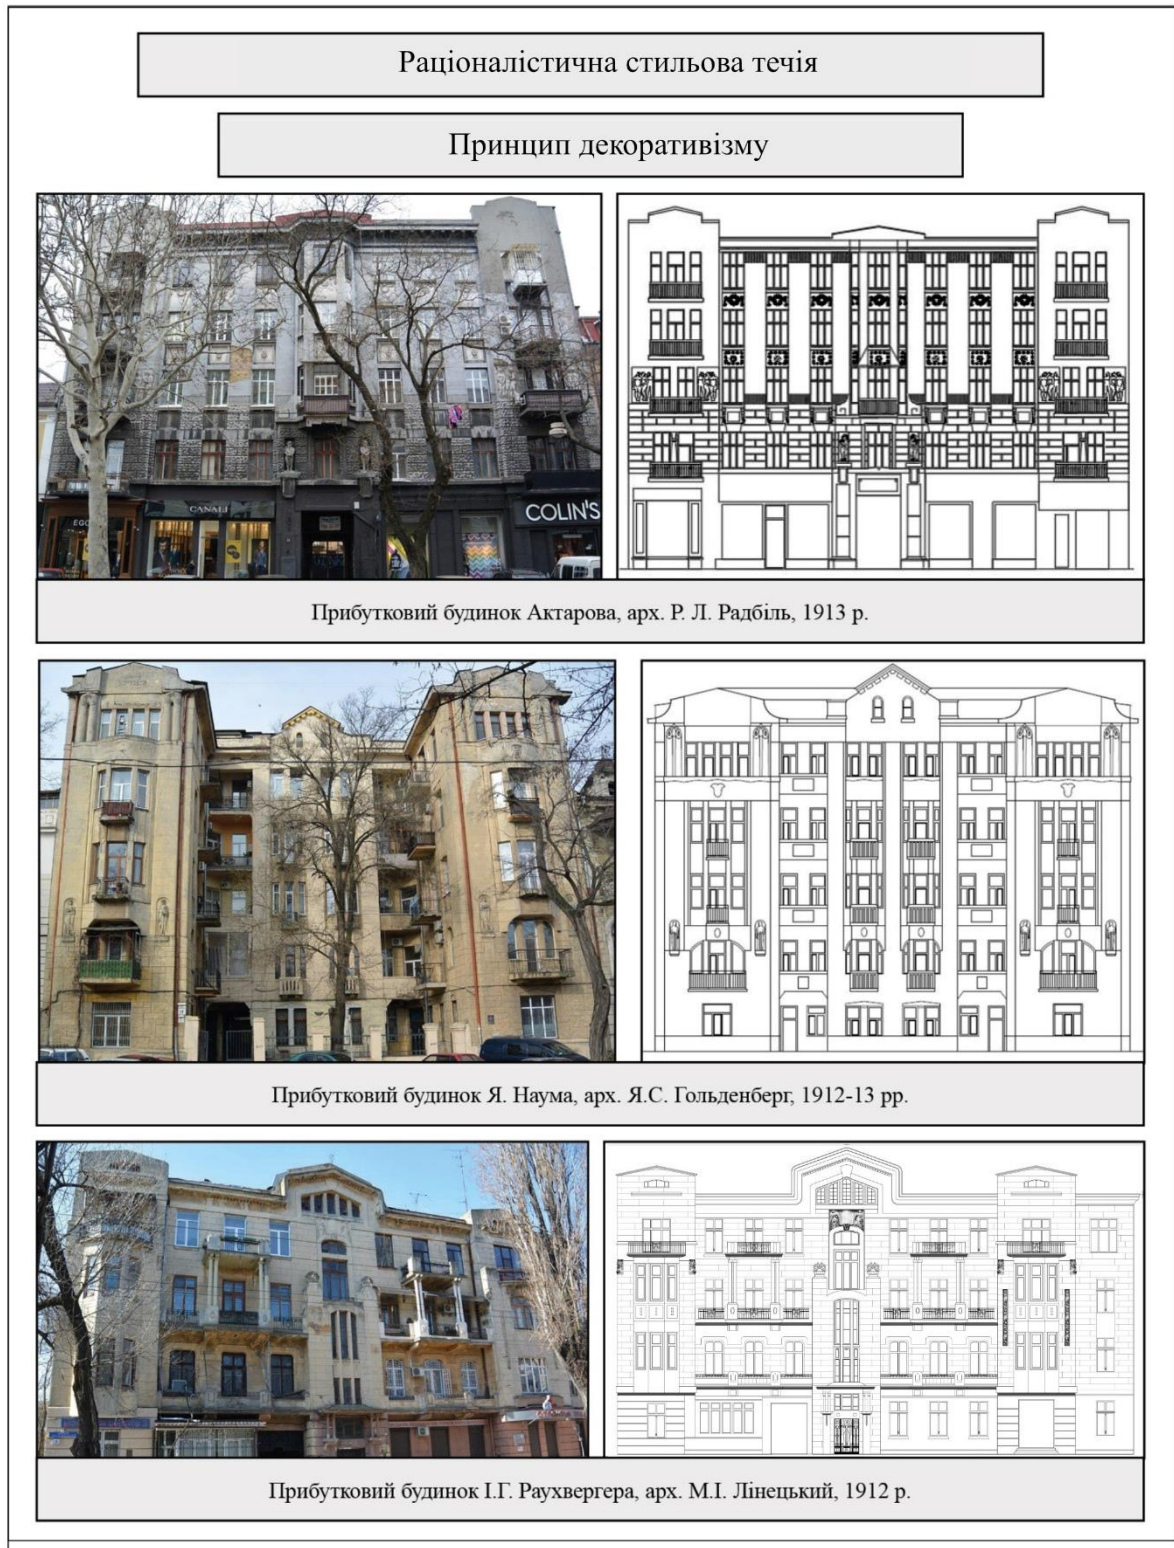 Раціоналістична стильова течія
Принцип декоративізму
CANALI
COLIN'S
Прибутковий будинок Актарова, арх. Р. Л. Радбіль, 1913 р.
Прибутковий будинок Я. Наума, арх. Я.С. Гольденберг, 1912-13 рр.
Прибутковий будинок І.Г. Раухвергера, арх. М.І. Лінецький, 1912 р.